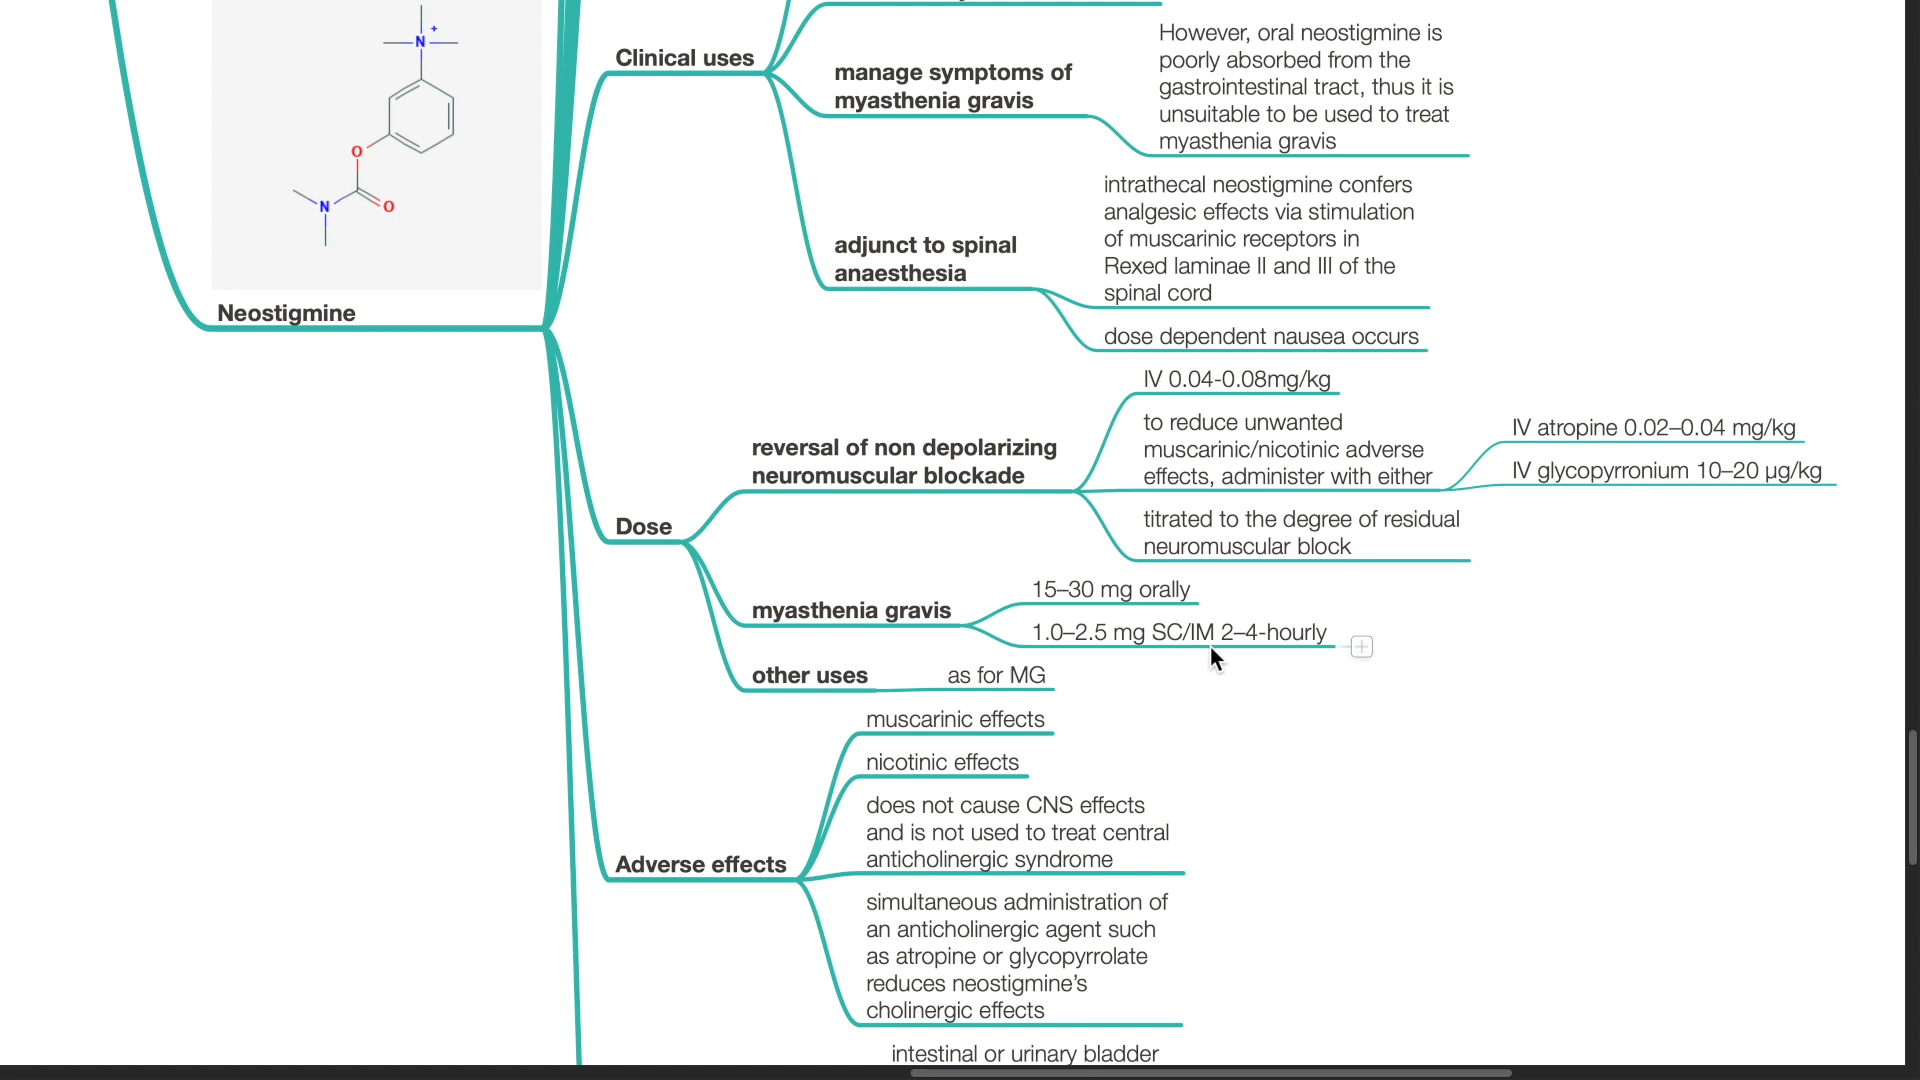 N
+
O
N
O
Neostigmine
Clinical uses
manage symptoms of
myasthenia gravis
However, oral neostigmine is
poorly absorbed from the
gastrointestinal tract, thus it is
unsuitable to be used to treat
myasthenia gravis
adjunct to spinal
anaesthesia
intrathecal neostigmine confers
analgesic effects via stimulation
of muscarinic receptors in
Rexed laminae II and III of the
spinal cord
dose dependent nausea occurs
Dose
reversal of non depolarizing
neuromuscular blockade
IV 0.04-0.08mg/kg
to reduce unwanted
muscarinic/nicotinic adverse
effects, administer with either
IV atropine 0.02–0.04 mg/kg
IV glycopyrronium 10–20 µg/kg
titrated to the degree of residual
neuromuscular block
myasthenia gravis
15–30 mg orally
1.0–2.5 mg SC/IM 2–4-hourly
other uses
as for MG
Adverse effects
muscarinic effects
nicotinic effects
does not cause CNS effects
and is not used to treat central
anticholinergic syndrome
simultaneous administration of
an anticholinergic agent such
as atropine or glycopyrrolate
reduces neostigmine’s
cholinergic effects
intestinal or urinary bladder